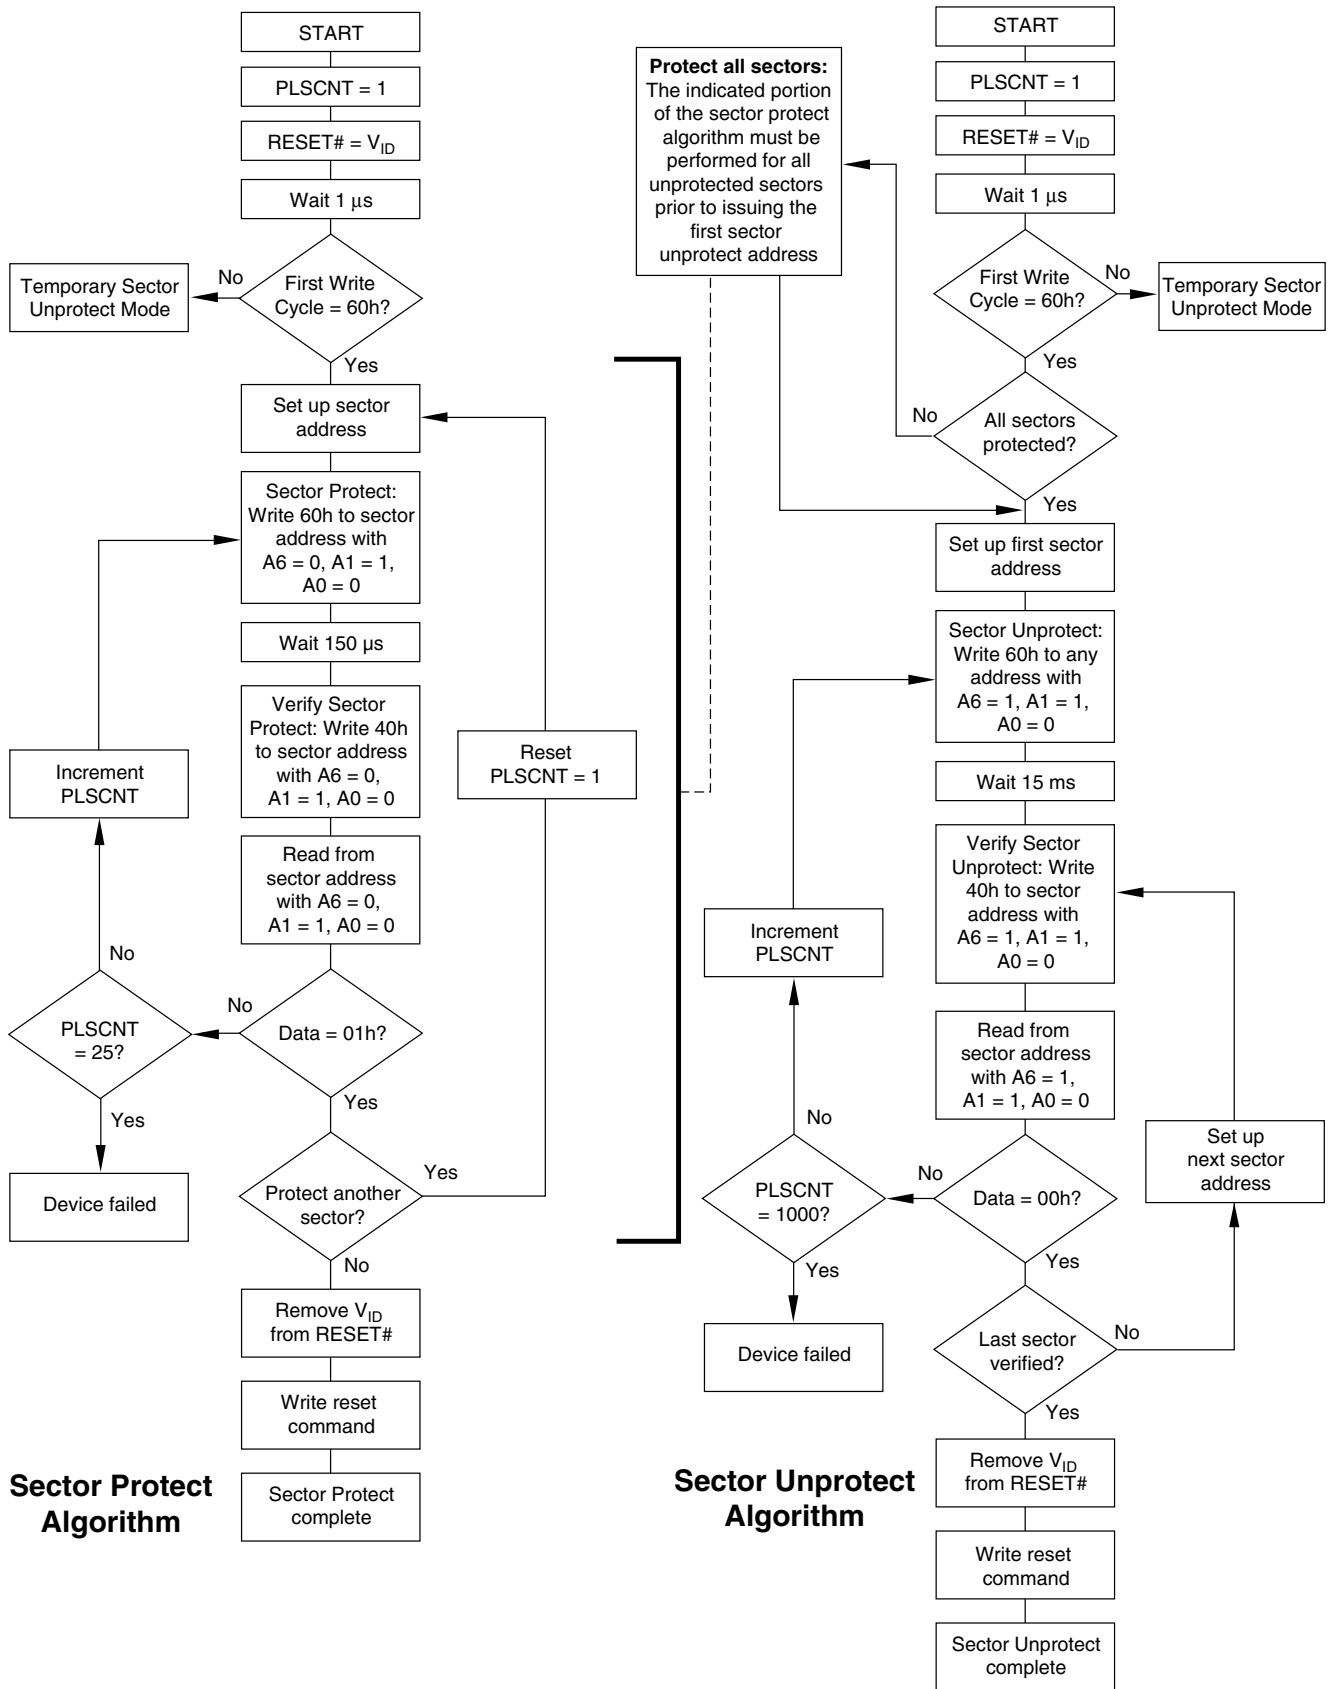 START
PLSCNT = 1
RESET# = VID
Wait 1 μs
First Write
Cycle = 60h?
No
Temporary Sector
Unprotect Mode
Yes
Set up sector
address
Sector Protect:
Write 60h to sector
address with
A6 = 0, A1 = 1,
A0 = 0
Wait 150 µs
Verify Sector
Protect: Write 40h
to sector address
with A6 = 0,
A1 = 1, A0 = 0
Reset
PLSCNT = 1
Increment
PLSCNT
Read from
sector address
with A6 = 0,
A1 = 1, A0 = 0
No
PLSCNT
= 25?
No
Data = 01h?
Yes
Yes
Device failed
Protect another
sector?
Yes
No
Remove VID
from RESET#
Write reset
command
Sector Protect
complete
Sector Protect
Algorithm
Protect all sectors:
The indicated portion
of the sector protect
algorithm must be
performed for all
unprotected sectors
prior to issuing the
first sector
unprotect address
START
PLSCNT = 1
RESET# = VID
Wait 1 μs
First Write
Cycle = 60h?
No
Temporary Sector
Unprotect Mode
Yes
No
All sectors
protected?
Yes
Set up first sector
address
Sector Unprotect:
Write 60h to any
address with
A6 = 1, A1 = 1,
A0 = 0
Wait 15 ms
Verify Sector
Unprotect: Write
40h to sector
address with
A6 = 1, A1 = 1,
A0 = 0
Increment
PLSCNT
Read from
sector address
with A6 = 1,
A1 = 1, A0 = 0
Set up
next sector
address
No
PLSCNT
= 1000?
No
Data = 00h?
Yes
Yes
Device failed
Last sector
verified?
No
Yes
Remove VID
from RESET#
Write reset
command
Sector Unprotect
complete
Sector Unprotect
Algorithm